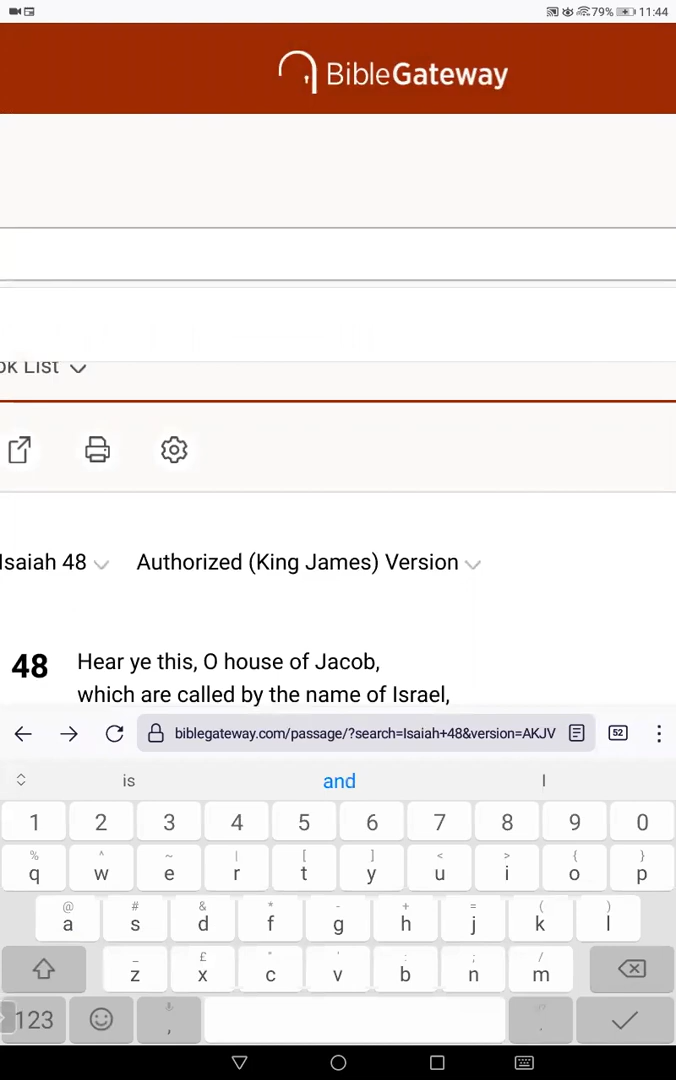 79% 11:44
BibleGateway
ok List
Isaiah 48 Authorized (King James) Version
48 Hear ye this, O house of Jacob,
which are called by the name of Israel,
biblegateway.com/passage/?search=Isaiah+48&version=AKJV 52
is and I
1 2 3 4 5 6 7 8 9 0
% ^ ~ | [ ] < > { }
q w e r t y u i o p
@ # & * - + = ( )
a s d f g h j k l
_ £ " ' : ; /
z x c v b n m
123 , .